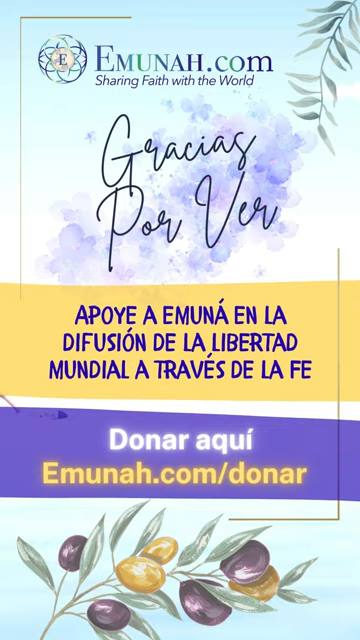 E
EMUNAH.com
Sharing Faith with the World
Gracias
Por Ver
APOYE A EMUNÁ EN LA
DIFUSIÓN DE LA LIBERTAD
MUNDIAL A TRAVÉS DE LA FE
Donar aquí
Emunah.com/donar